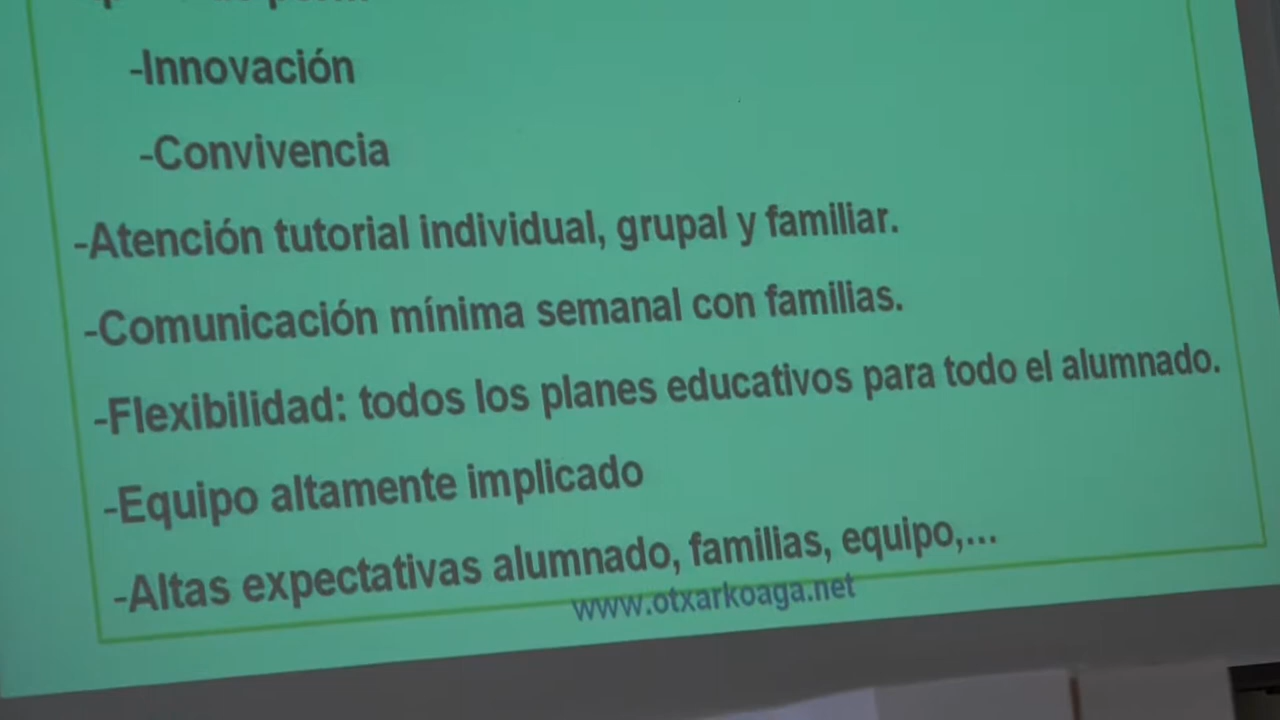 -Innovación
-Convivencia
-Atención tutorial individual, grupal y familiar.
-Comunicación mínima semanal con familias.
-Flexibilidad: todos los planes educativos para todo el alumnado.
-Equipo altamente implicado
-Altas expectativas alumnado, familias, equipo,...
www.otxarkoaga.net